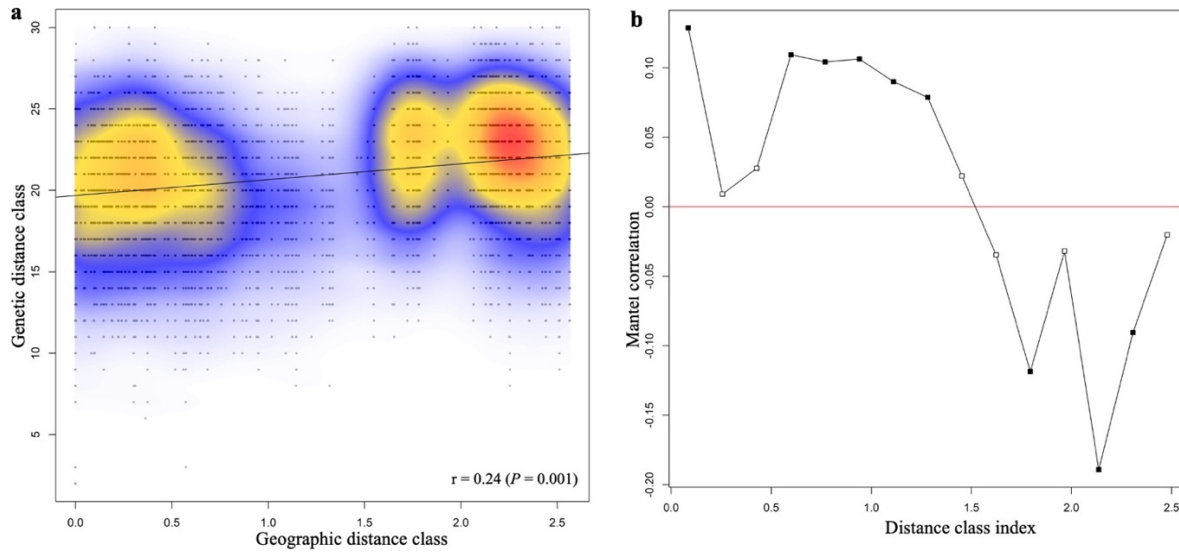 a
30
25
20
15
10
5
Genetic distance class
r = 0.24 (P = 0.001)
0.0 0.5 1.0 1.5 2.0 2.5
Geographic distance class
b
0.10
0.05
0.00
-0.05
-0.10
-0.15
-0.20
Mantel correlation
0.0 0.5 1.0 1.5 2.0 2.5
Distance class index